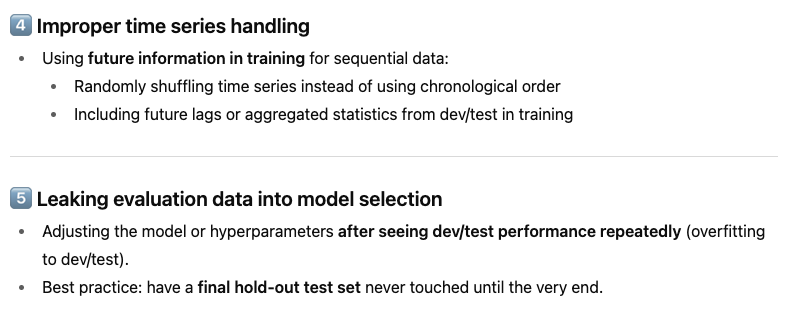 4️⃣ Improper time series handling
• Using future information in training for sequential data:
• Randomly shuffling time series instead of using chronological order
• Including future lags or aggregated statistics from dev/test in training
5️⃣ Leaking evaluation data into model selection
• Adjusting the model or hyperparameters after seeing dev/test performance repeatedly (overfitting
to dev/test).
• Best practice: have a final hold-out test set never touched until the very end.